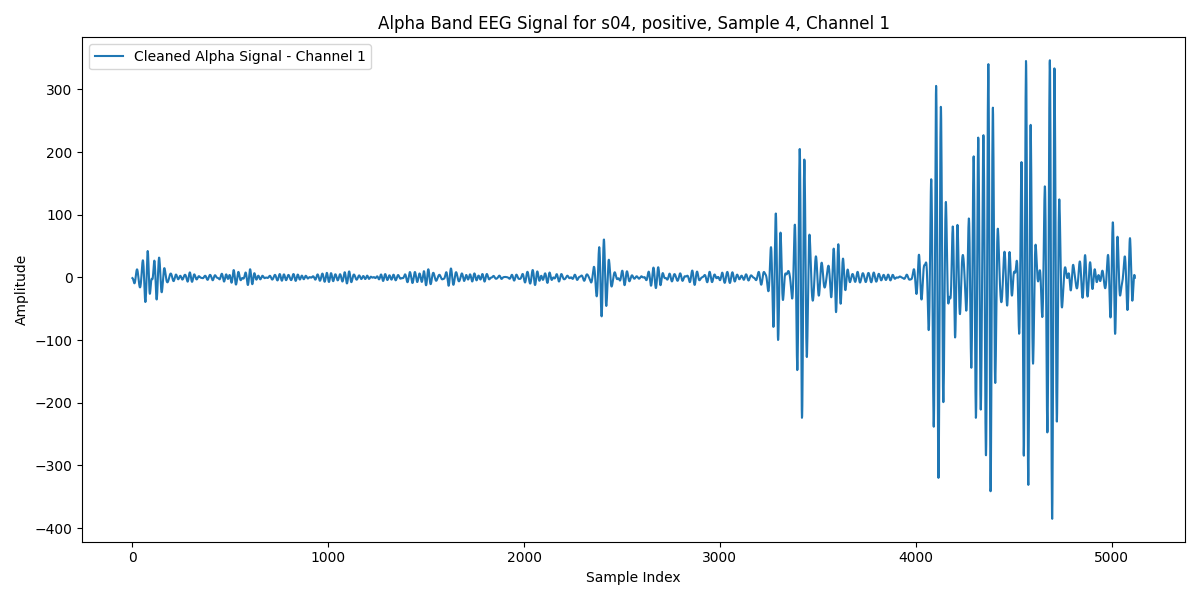 Alpha Band EEG Signal for s04, positive, Sample 4, Channel 1
Cleaned Alpha Signal - Channel 1
Amplitude
300
200
100
0
−100
−200
−300
−400
0 1000 2000 3000 4000 5000
Sample Index